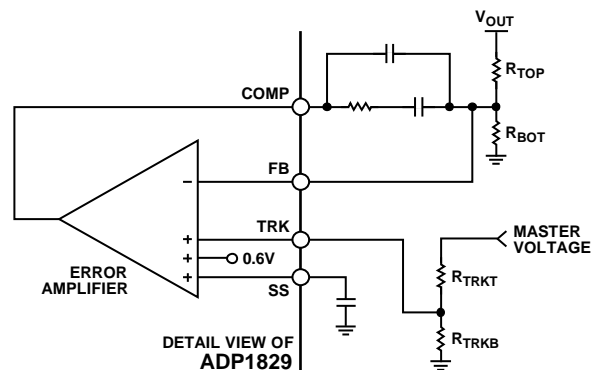 VOUT
RTOP
COMP
RBOT
FB
–
TRK
MASTER
VOLTAGE
+
+
0.6V
RTRKT
ERROR
AMPLIFIER
+
SS
DETAIL VIEW OF
ADP1829
RTRKB